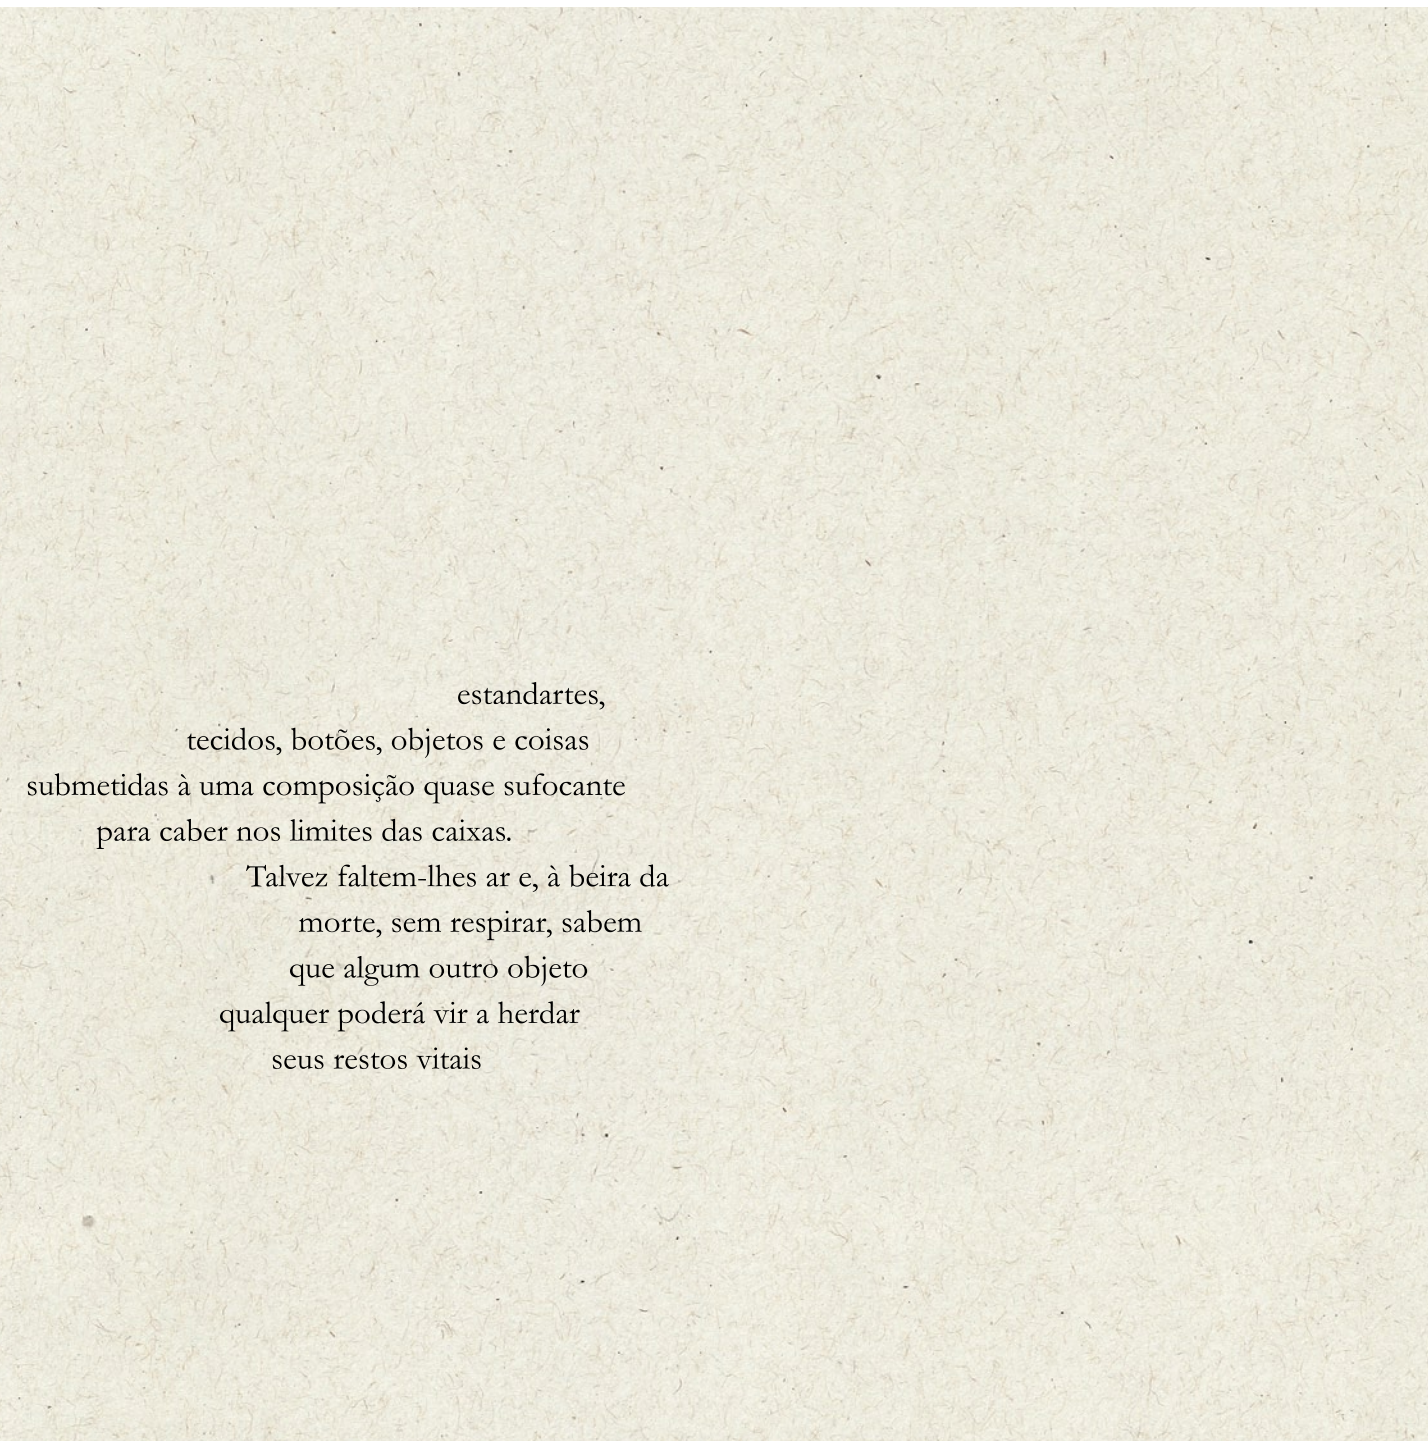 estandartes,
tecidos, botões, objetos e coisas
submetidas à uma composição quase sufocante
para caber nos limites das caixas.
Talvez faltem-lhes ar e, à beira da
morte, sem respirar, sabem
que algum outro objeto
qualquer poderá vir a herdar
seus restos vitais